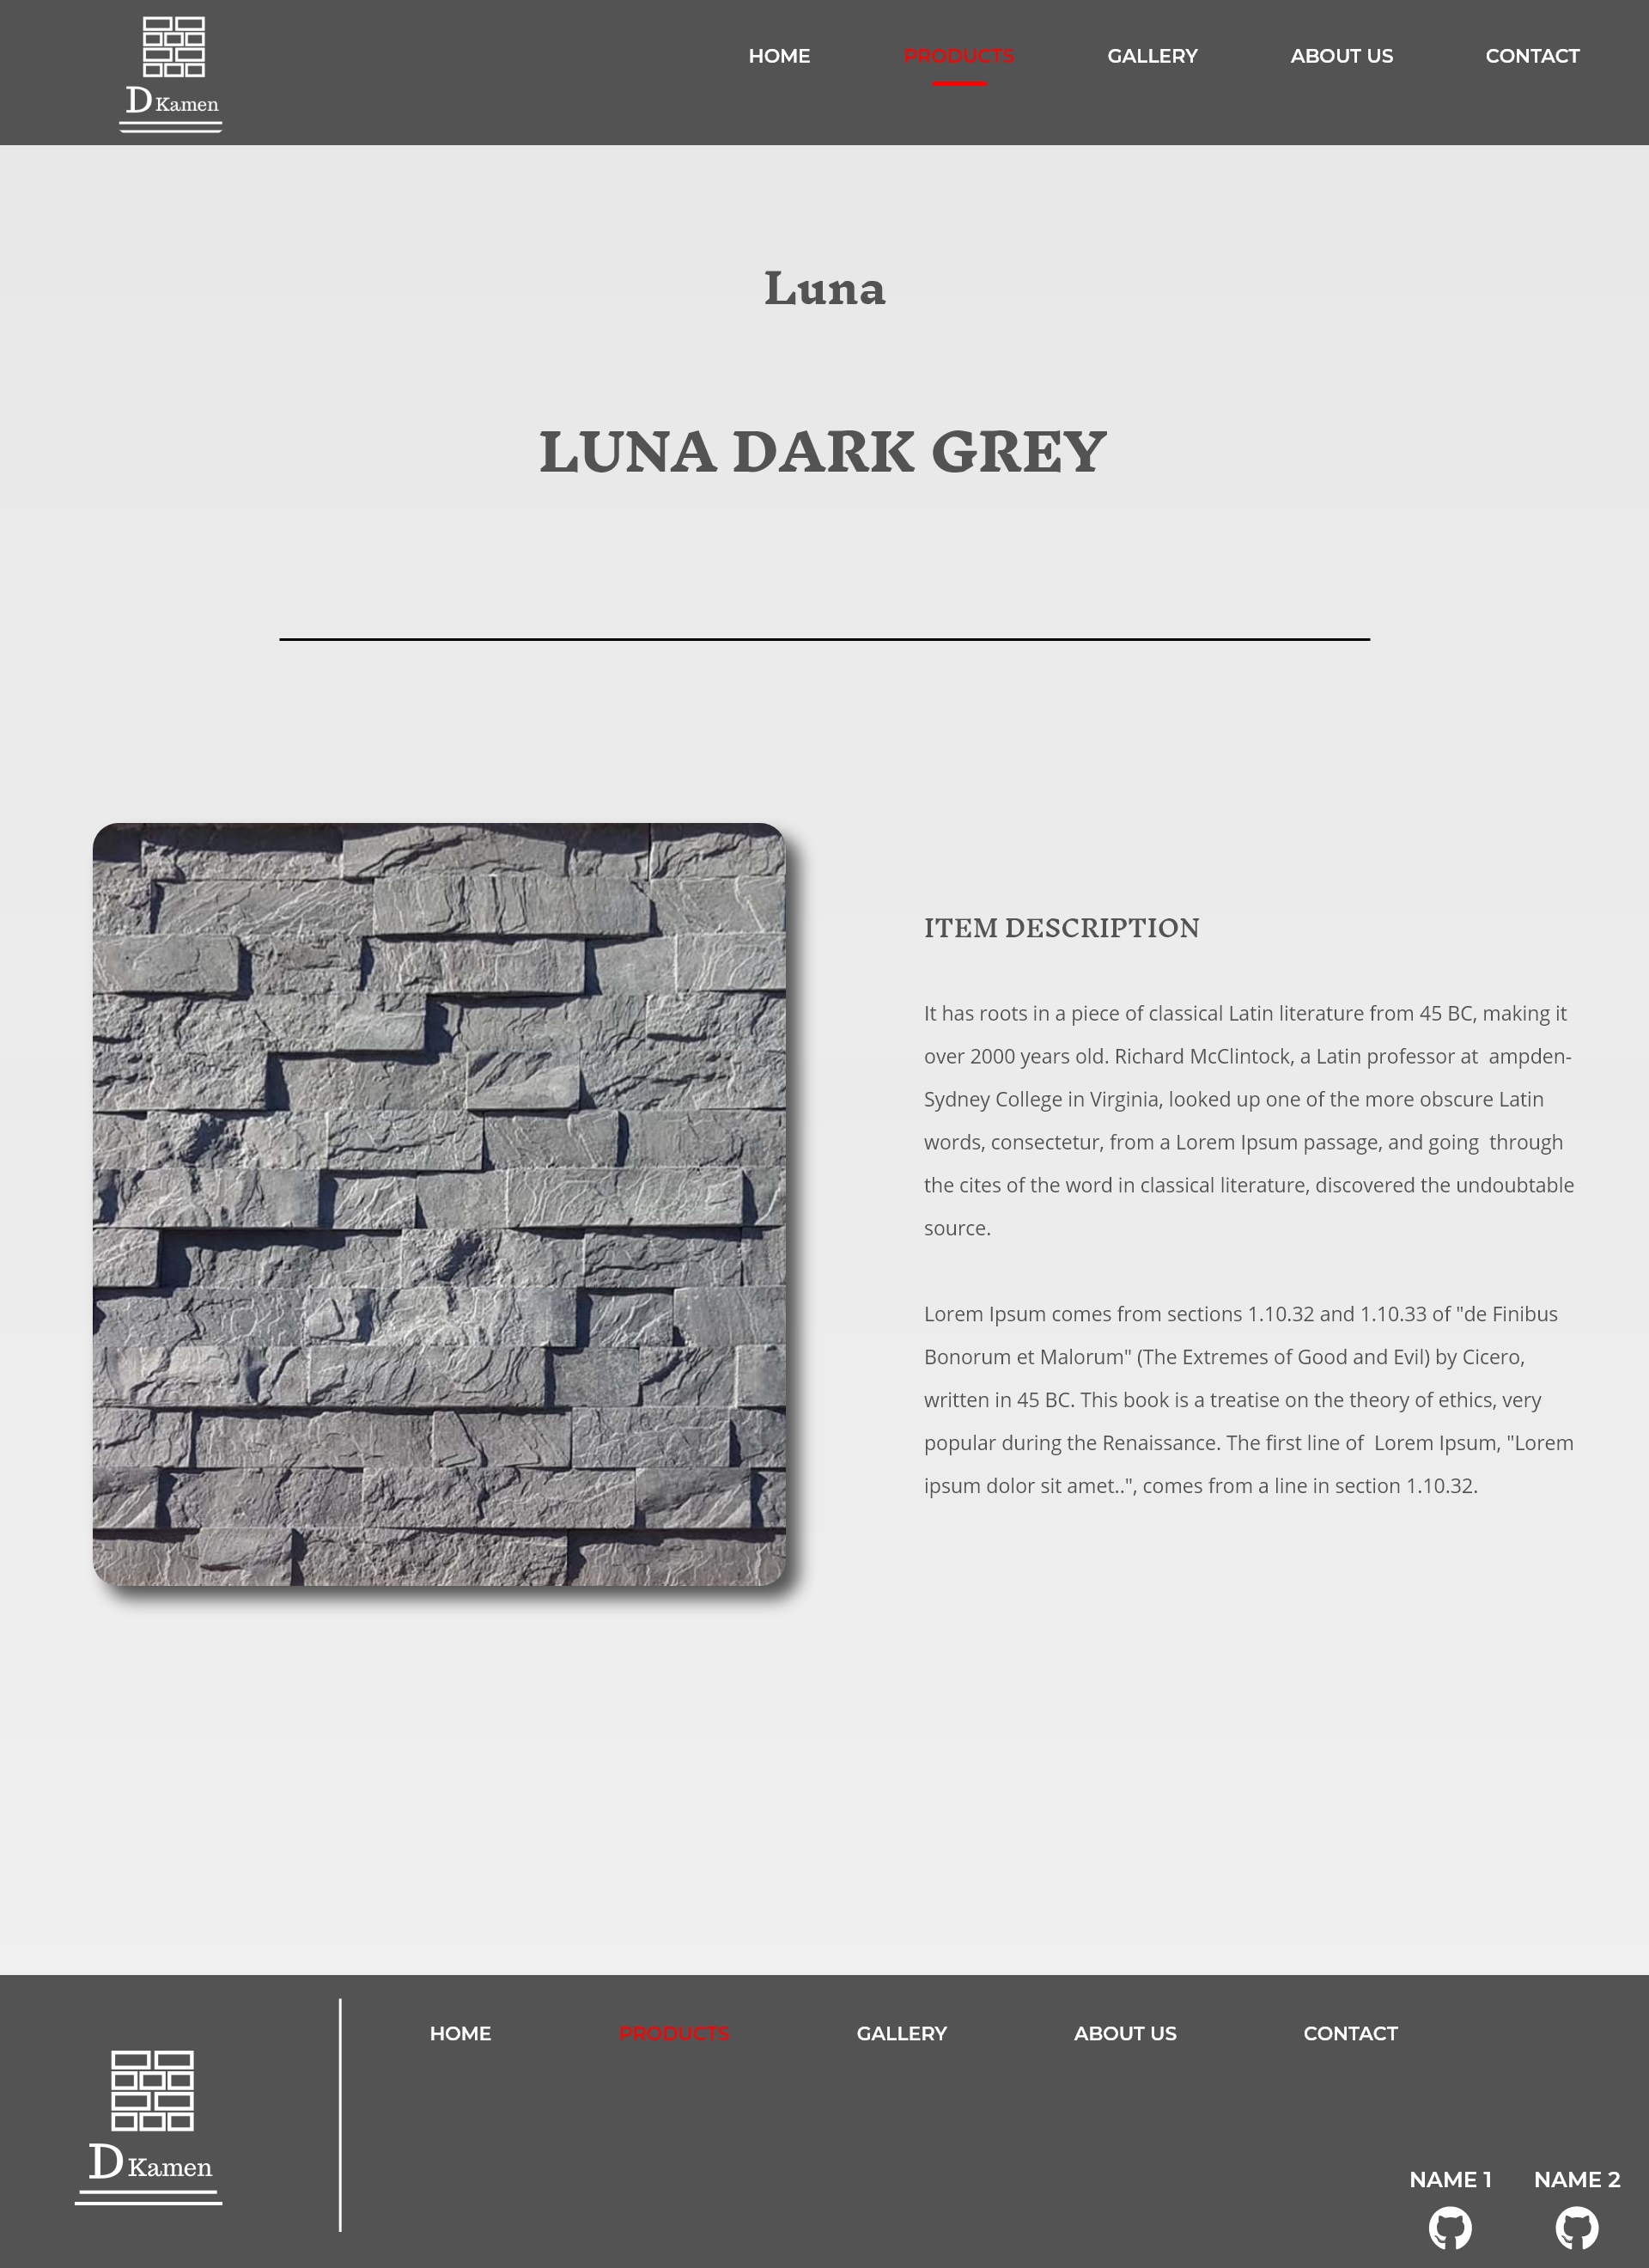 D Kamen
HOME PRODUCTS GALLERY ABOUT US CONTACT
Luna
LUNA DARK GREY
ITEM DESCRIPTION
It has roots in a piece of classical Latin literature from 45 BC, making it
over 2000 years old. Richard McClintock, a Latin professor at  ampden-
Sydney College in Virginia, looked up one of the more obscure Latin
words, consectetur, from a Lorem Ipsum passage, and going  through
the cites of the word in classical literature, discovered the undoubtable
source.
Lorem Ipsum comes from sections 1.10.32 and 1.10.33 of "de Finibus
Bonorum et Malorum" (The Extremes of Good and Evil) by Cicero,
written in 45 BC. This book is a treatise on the theory of ethics, very
popular during the Renaissance. The first line of  Lorem Ipsum, "Lorem
ipsum dolor sit amet..", comes from a line in section 1.10.32.
HOME PRODUCTS GALLERY ABOUT US CONTACT
D Kamen
NAME 1 NAME 2